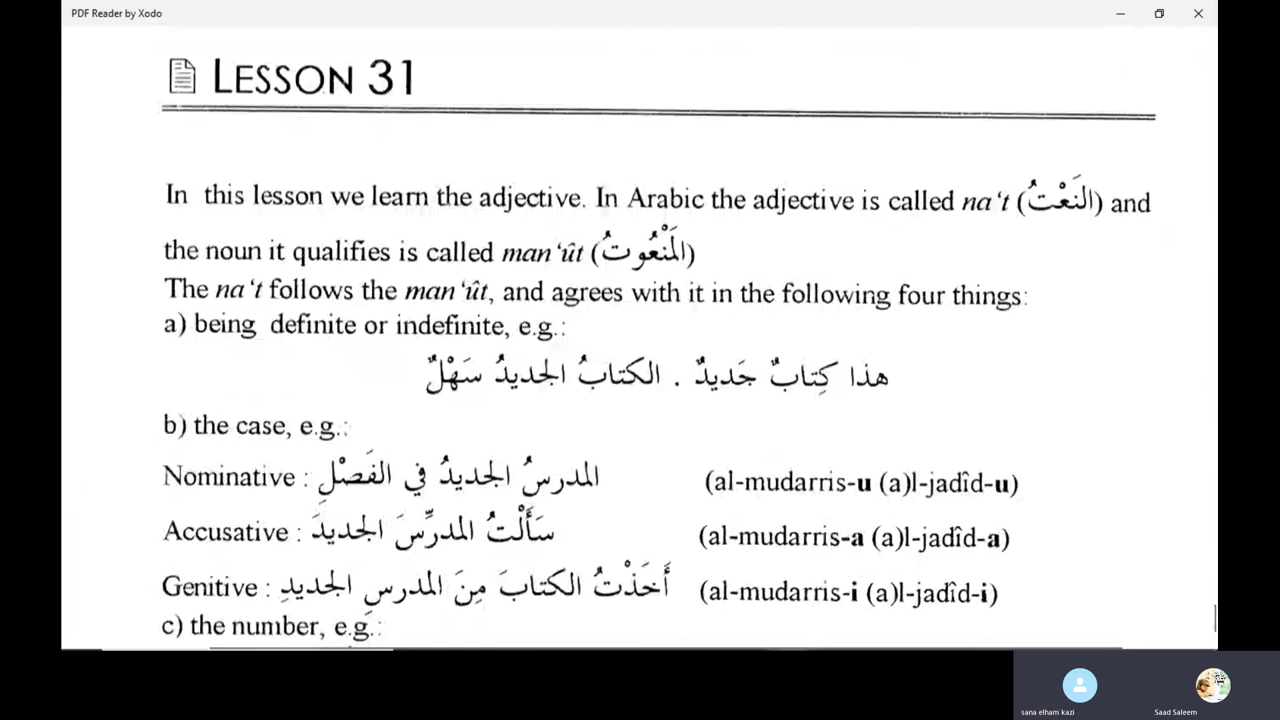 PDF Reader by Xodo
LESSON 31
In this lesson we learn the adjective. In Arabic the adjective is called na‘t (النَعْتُ) and
the noun it qualifies is called man‘ût (المَنْعُوتُ)
The na‘t follows the man‘ût, and agrees with it in the following four things:
a) being definite or indefinite, e.g.:
هذا كِتابٌ جَديدٌ . الكتابُ الجديدُ سَهْلٌ
b) the case, e.g.:
Nominative : المدرسُ الجديدُ في الفَصْلِ (al-mudarris-u (a)l-jadîd-u)
Accusative : سَأَلْتُ المدرِّسَ الجديدَ (al-mudarris-a (a)l-jadîd-a)
Genitive : أَخَذْتُ الكتابَ مِنَ المدرسِ الجديدِ (al-mudarris-i (a)l-jadîd-i)
c) the number, e.g.:
sana elham kazi
Saad Saleem